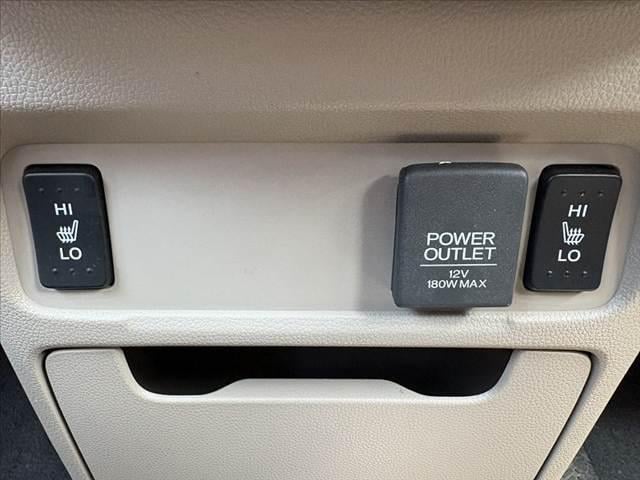 HI
LO
POWER
OUTLET
12V
180W MAX
HI
LO